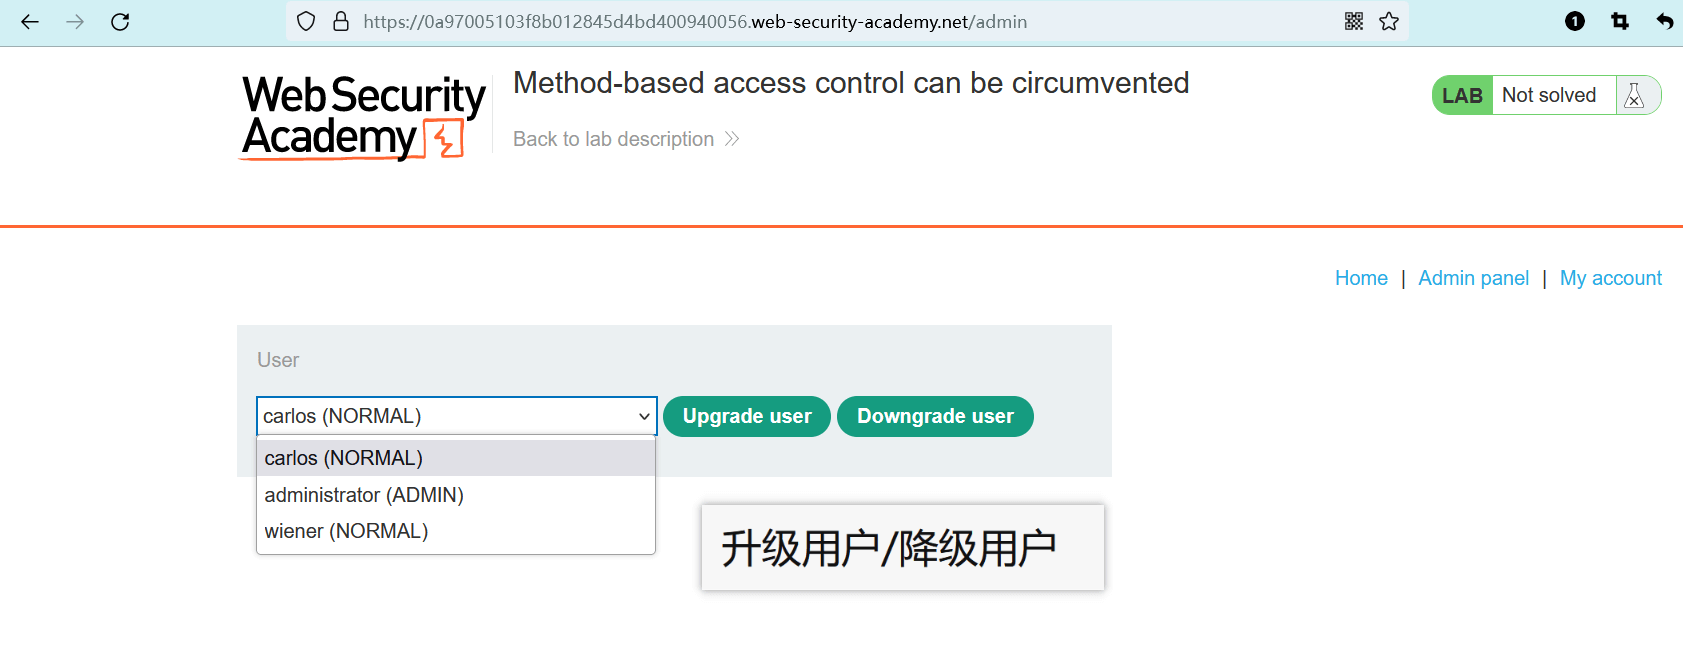 https://0a97005103f8b012845d4bd400940056.web-security-academy.net/admin
1
Web Security
Academy
Method-based access control can be circumvented
Back to lab description
LAB Not solved
Home | Admin panel | My account
User
carlos (NORMAL)
Upgrade user
Downgrade user
carlos (NORMAL)
administrator (ADMIN)
wiener (NORMAL)
升级用户/降级用户